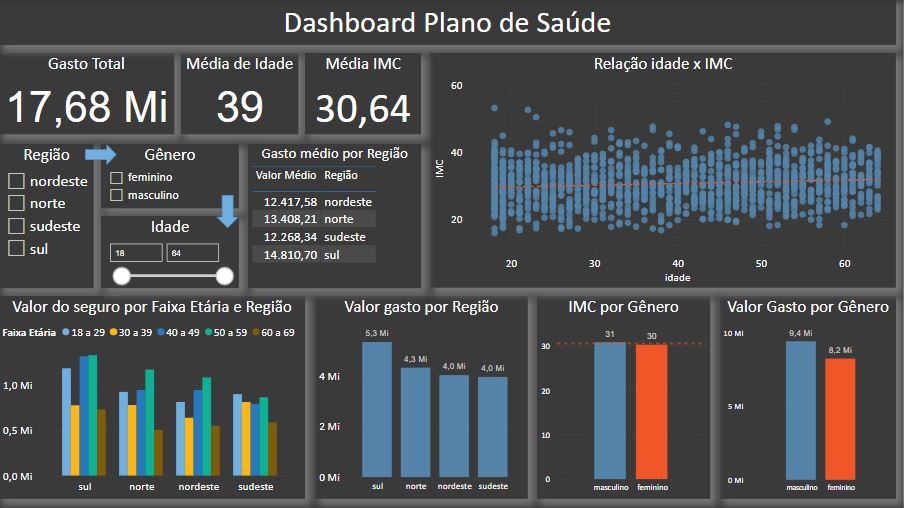 Dashboard Plano de Saúde
Gasto Total
17,68 Mi
Média de Idade
39
Média IMC
30,64
Relação idade x IMC
60
40
20
IMC
20
30
40
50
60
idade
Região
nordeste
norte
sudeste
sul
Gênero
feminino
masculino
Idade
18
64
Gasto médio por Região
Valor Médio Região
12.417,58 nordeste
13.408,21 norte
12.268,34 sudeste
14.810,70 sul
Valor do seguro por Faixa Etária e Região
Faixa Etária 18 a 29 30 a 39 40 a 49 50 a 59 60 a 69
1,0 Mi
0,5 Mi
0,0 Mi
sul
norte
nordeste
sudeste
Valor gasto por Região
5,3 Mi
4,3 Mi
4,0 Mi
4,0 Mi
4 Mi
2 Mi
0 Mi
sul
norte
nordeste
sudeste
IMC por Gênero
31
30
30
20
10
0
masculino
feminino
Valor Gasto por Gênero
10 Mi
9,4 Mi
8,2 Mi
5 Mi
0 Mi
masculino
feminino